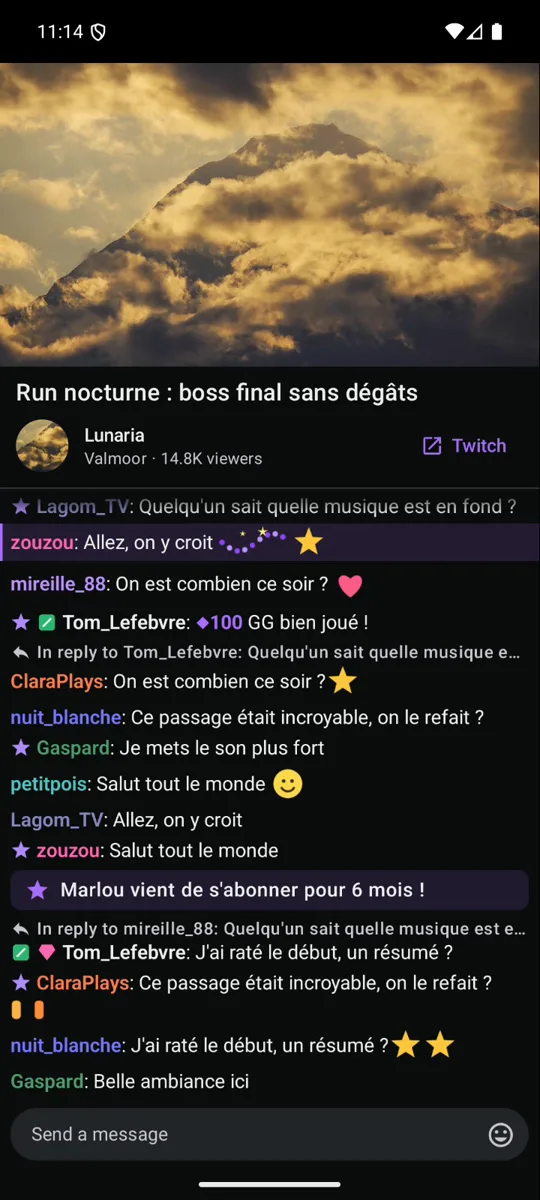 11:14
Run nocturne : boss final sans dégâts
Lunaria
Valmoor · 14.8K viewers
Twitch
Lagom_TV: Quelqu'un sait quelle musique est en fond ?
zouzou: Allez, on y croit
mireille_88: On est combien ce soir ?
Tom_Lefebvre: 100 GG bien joué !
In reply to Tom_Lefebvre: Quelqu'un sait quelle musique e…
ClaraPlays: On est combien ce soir ?
nuit_blanche: Ce passage était incroyable, on le refait ?
Gaspard: Je mets le son plus fort
petitpois: Salut tout le monde
Lagom_TV: Allez, on y croit
zouzou: Salut tout le monde
Marlou vient de s'abonner pour 6 mois !
In reply to mireille_88: Quelqu'un sait quelle musique est e…
Tom_Lefebvre: J'ai raté le début, un résumé ?
ClaraPlays: Ce passage était incroyable, on le refait ?
nuit_blanche: J'ai raté le début, un résumé ?
Gaspard: Belle ambiance ici
Send a message